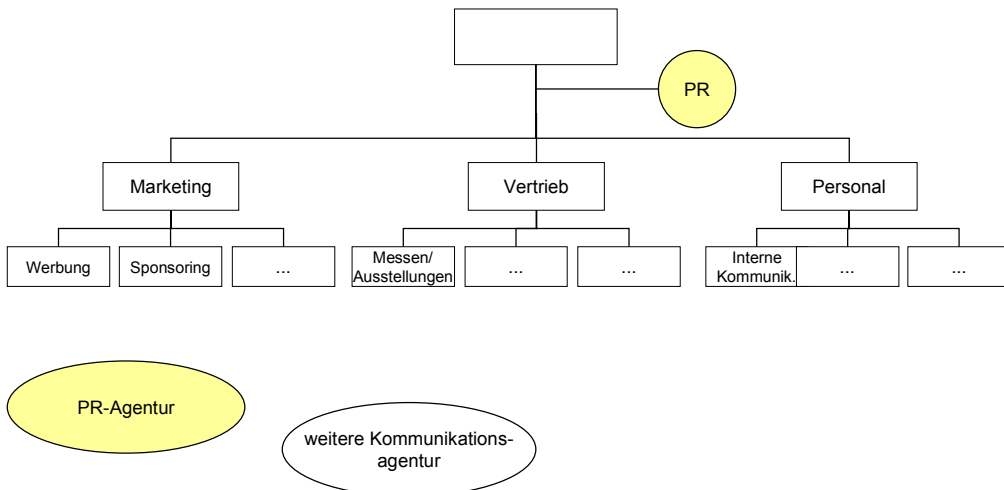 PR
Marketing
Vertrieb
Personal
Werbung
Sponsoring
...
Messen/
Ausstellungen
...
...
Interne
Kommunik.
...
...
PR-Agentur
weitere Kommunikations-
agentur